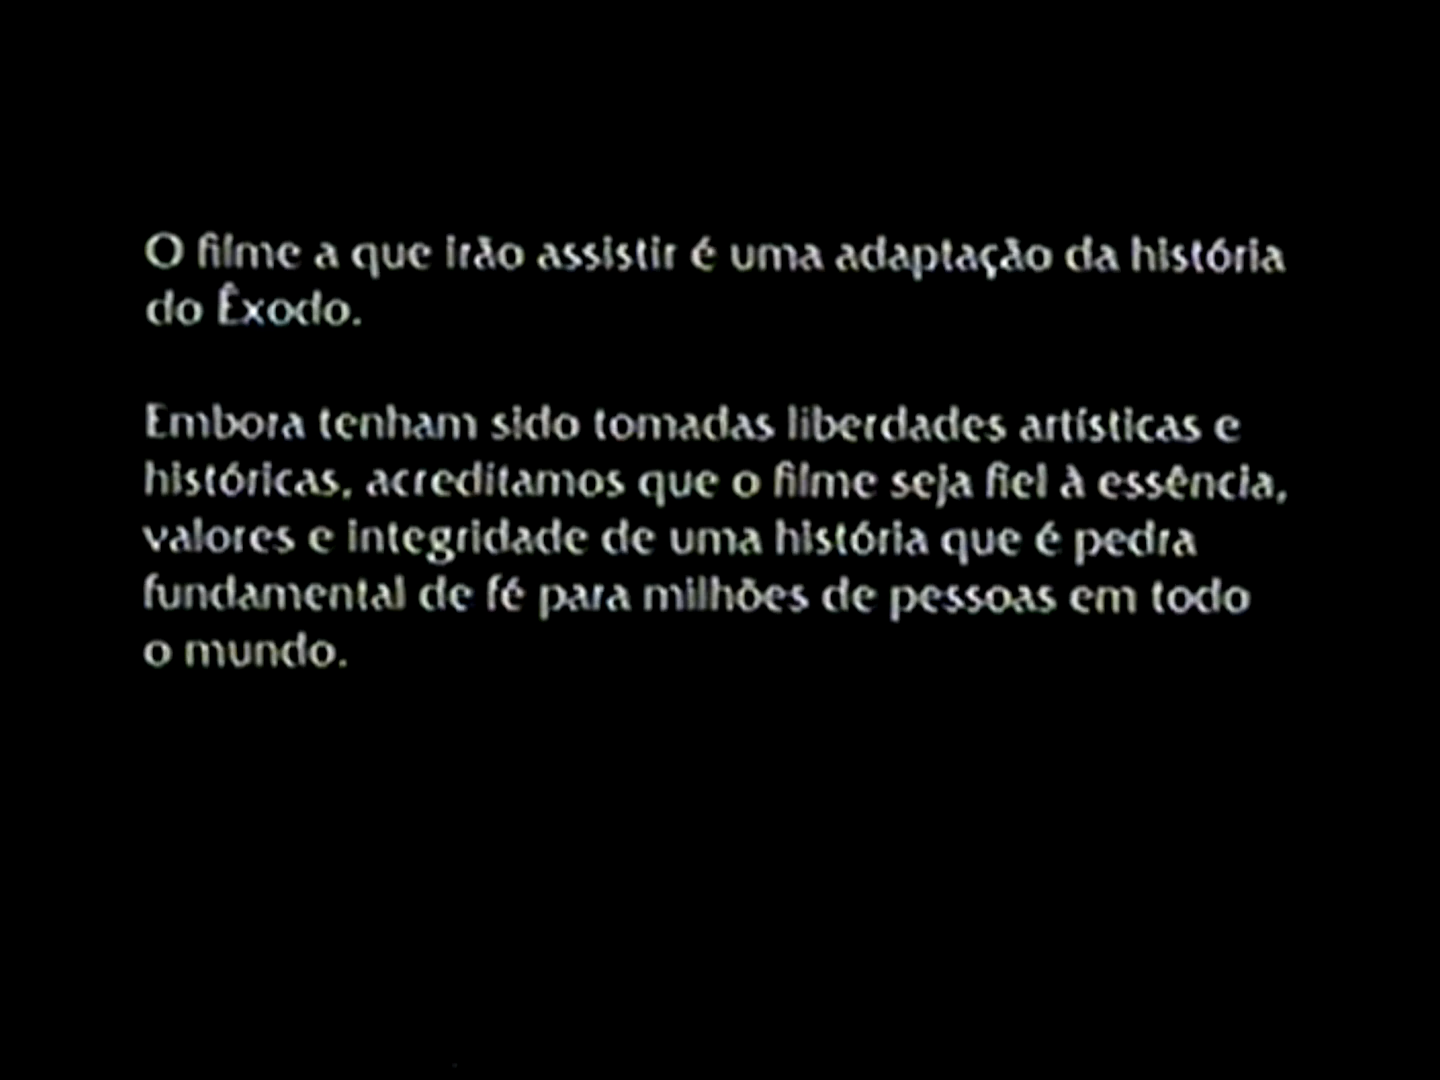 O filme a que irão assistir é uma adaptação da história
do Êxodo.
Embora tenham sido tomadas liberdades artísticas e
históricas, acreditamos que o filme seja fiel à essência,
valores e integridade de uma história que é pedra
fundamental de fé para milhões de pessoas em todo
o mundo.